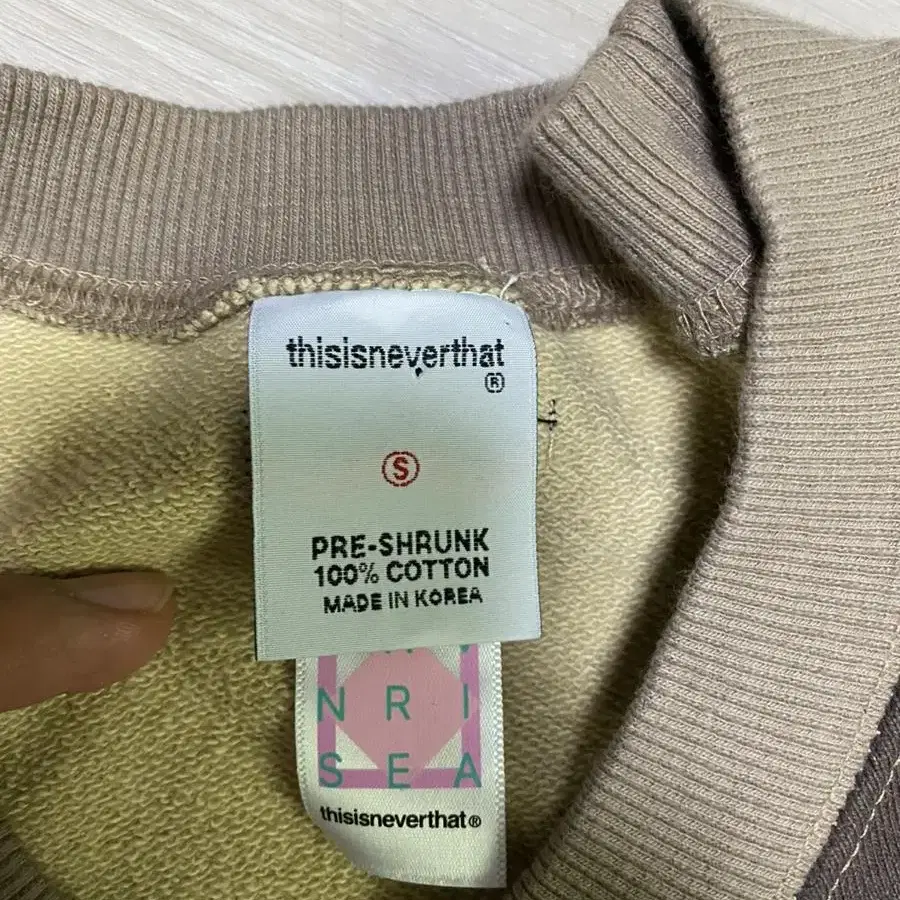 thisisneverthat
®
S
PRE-SHRUNK
100% COTTON
MADE IN KOREA
N R I
S E A
thisisneverthat®